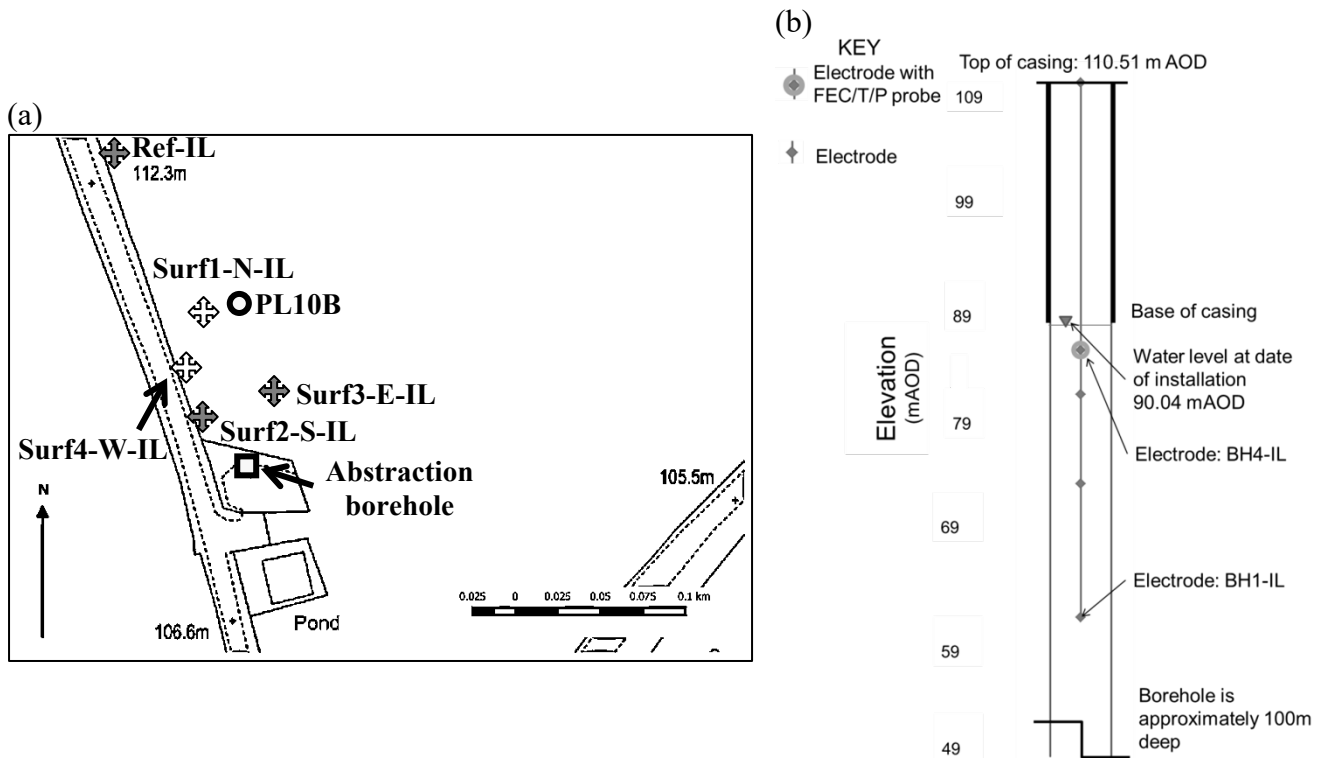 (a)
Ref-IL
112.3m
Surf1-N-IL
PL10B
Surf3-E-IL
Surf2-S-IL
Surf4-W-IL
Abstraction
borehole
105.5m
N
0.025 0 0.025 0.05 0.075 0.1 km
106.6m
Pond
(b)
KEY
Electrode with
FEC/T/P probe
Electrode
Top of casing: 110.51 m AOD
109
99
89
79
69
59
49
Elevation
(mAOD)
Base of casing
Water level at date
of installation
90.04 mAOD
Electrode: BH4-IL
Electrode: BH1-IL
Borehole is
approximately 100m
deep